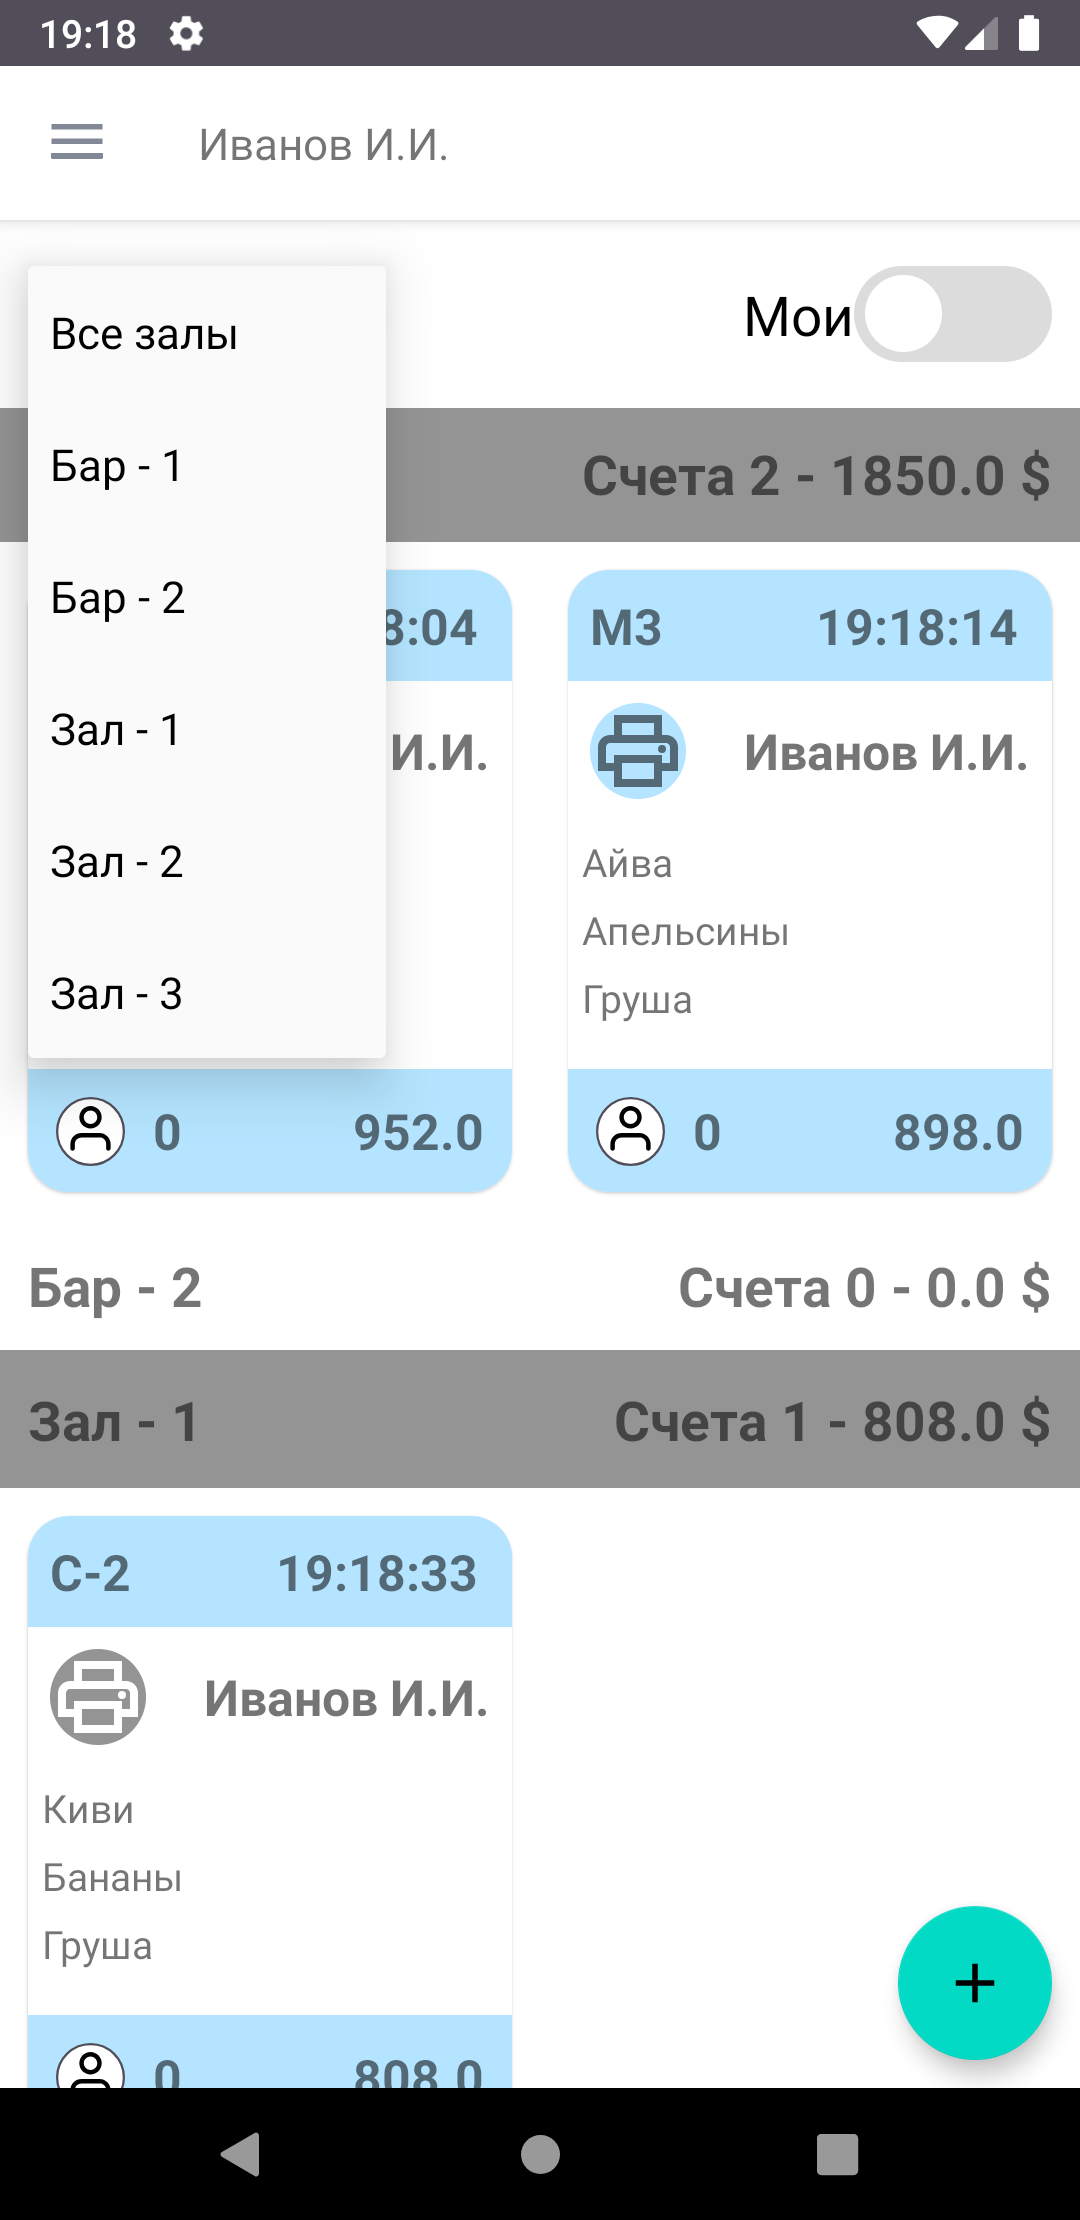 19:18
Иванов И.И.
Мои
Все залы
Бар - 1
Бар - 2
Зал - 1
Зал - 2
Зал - 3
Счета 2 - 1850.0 $
8:04
И.И.
0 952.0
М3 19:18:14
Иванов И.И.
Айва
Апельсины
Груша
0 898.0
Бар - 2 Счета 0 - 0.0 $
Зал - 1 Счета 1 - 808.0 $
С-2 19:18:33
Иванов И.И.
Киви
Бананы
Груша
0 808.0